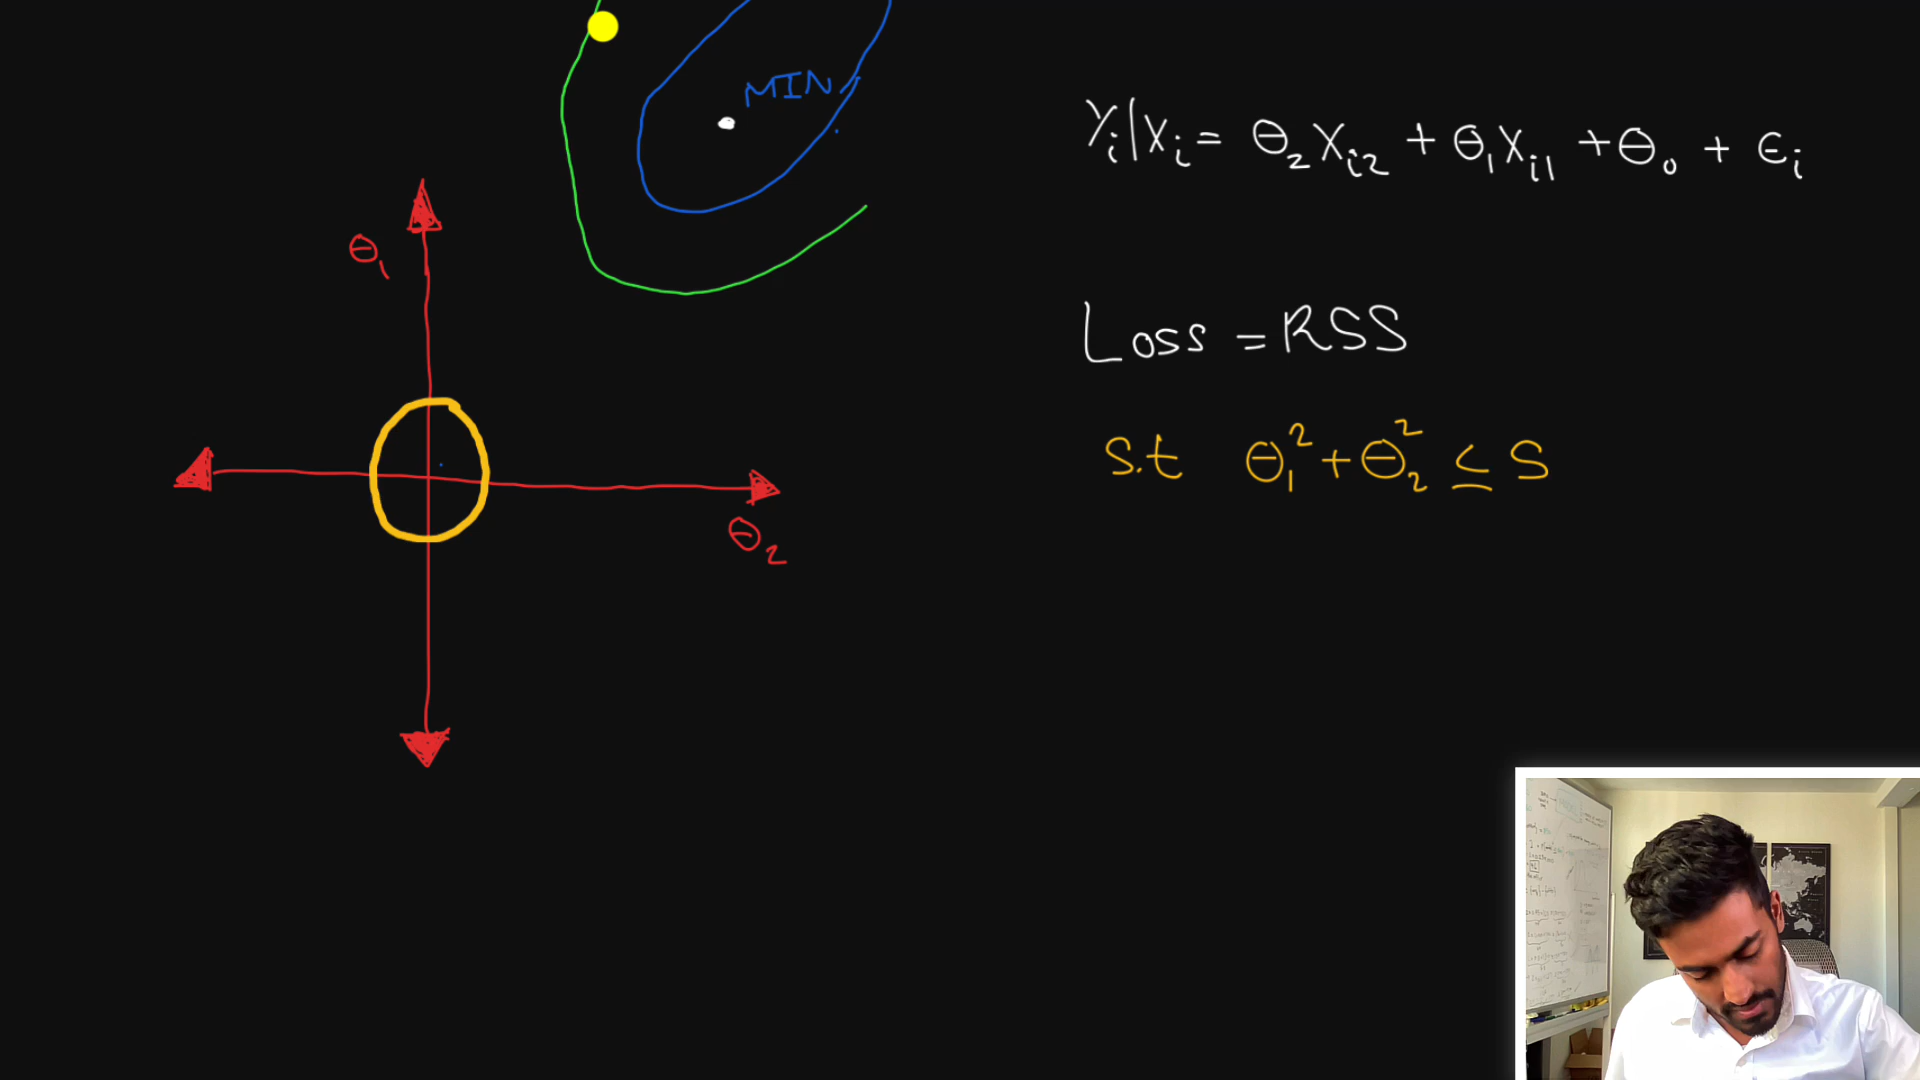 MIN
Yᵢ|Xᵢ = θ₂Xᵢ₂ + θ₁Xᵢ₁ + θ₀ + εᵢ
θ₁
Loss = RSS
s.t θ₁² + θ₂² ≤ S
θ₂